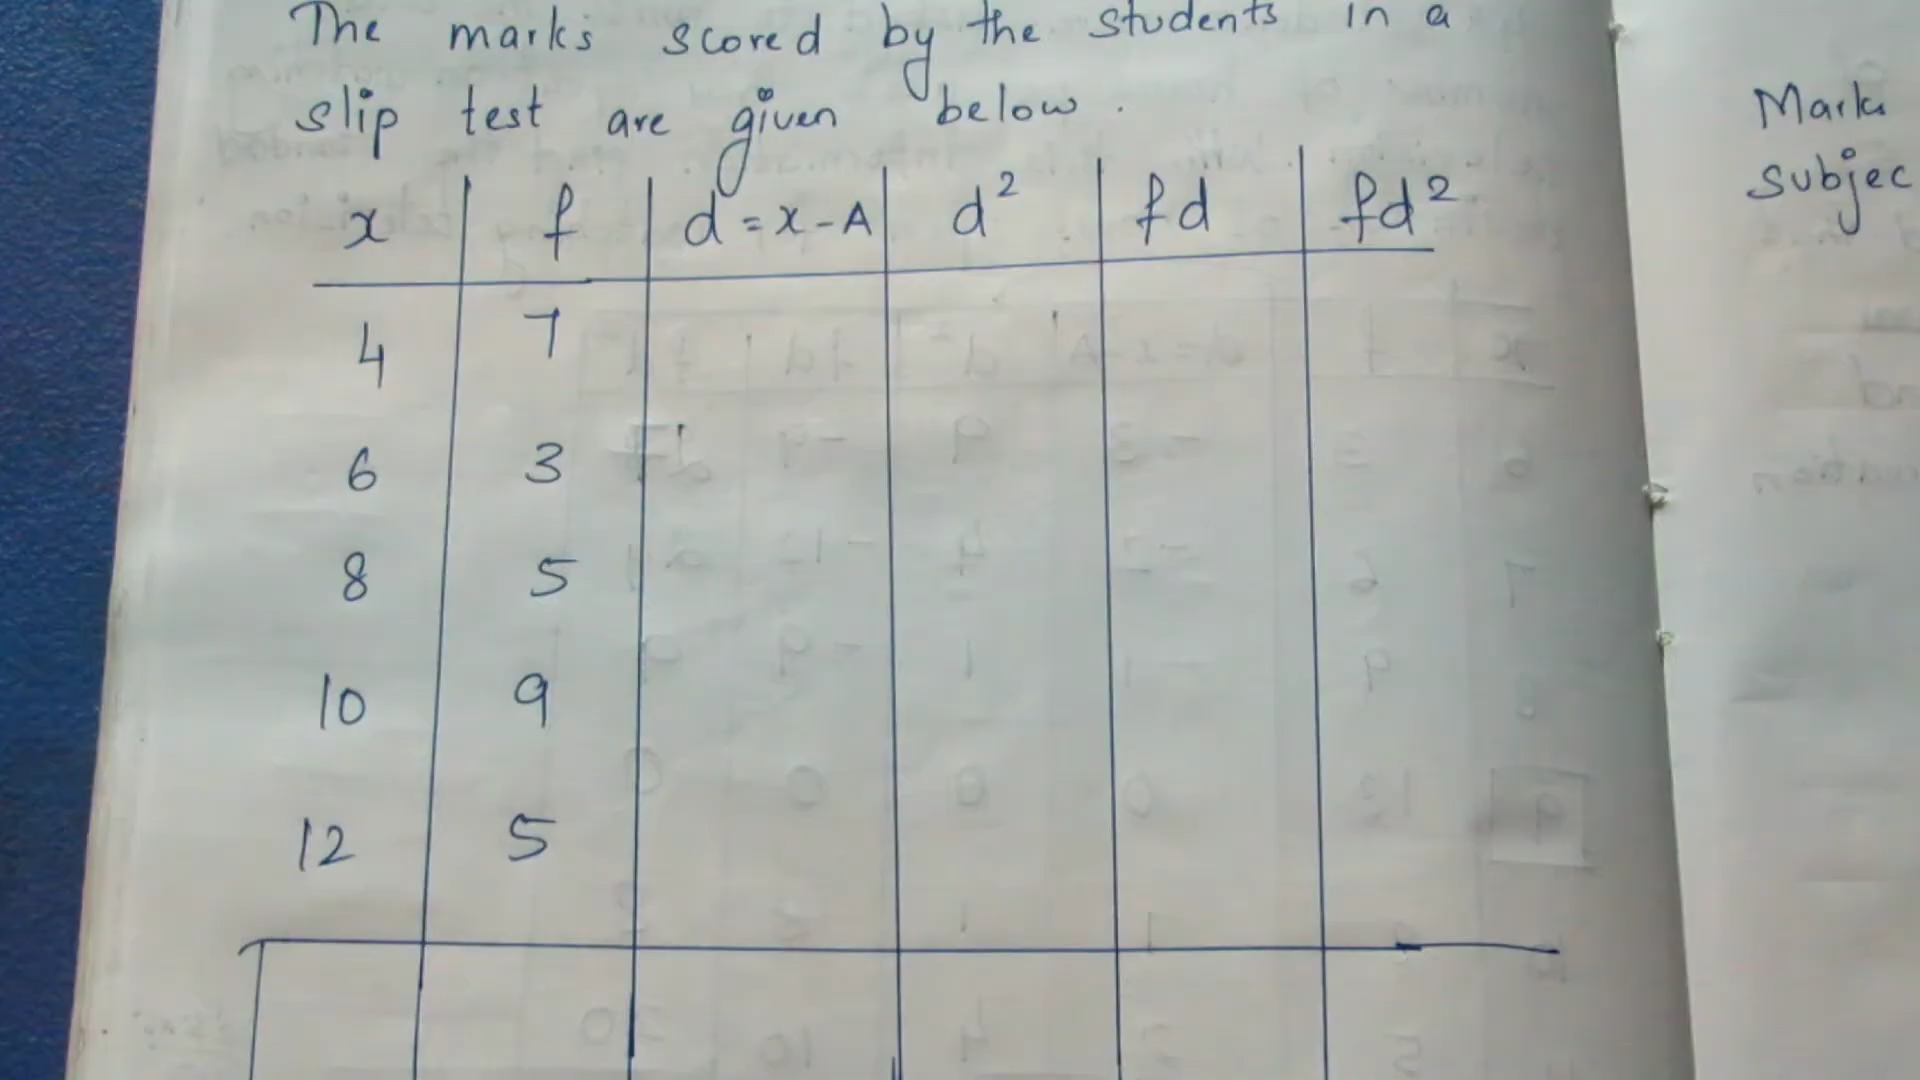 The marks scored by the students in a
slip test are given below.
x f d = x - A d² fd fd²
4 7
6 3
8 5
10 9
12 5
Marks
subjec